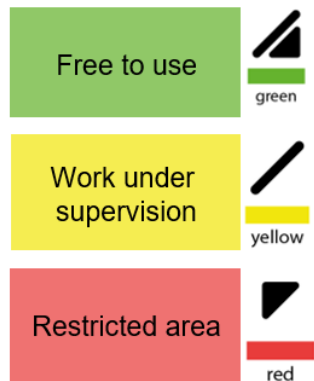 Free to use
green
Work under
supervision
yellow
Restricted area
red